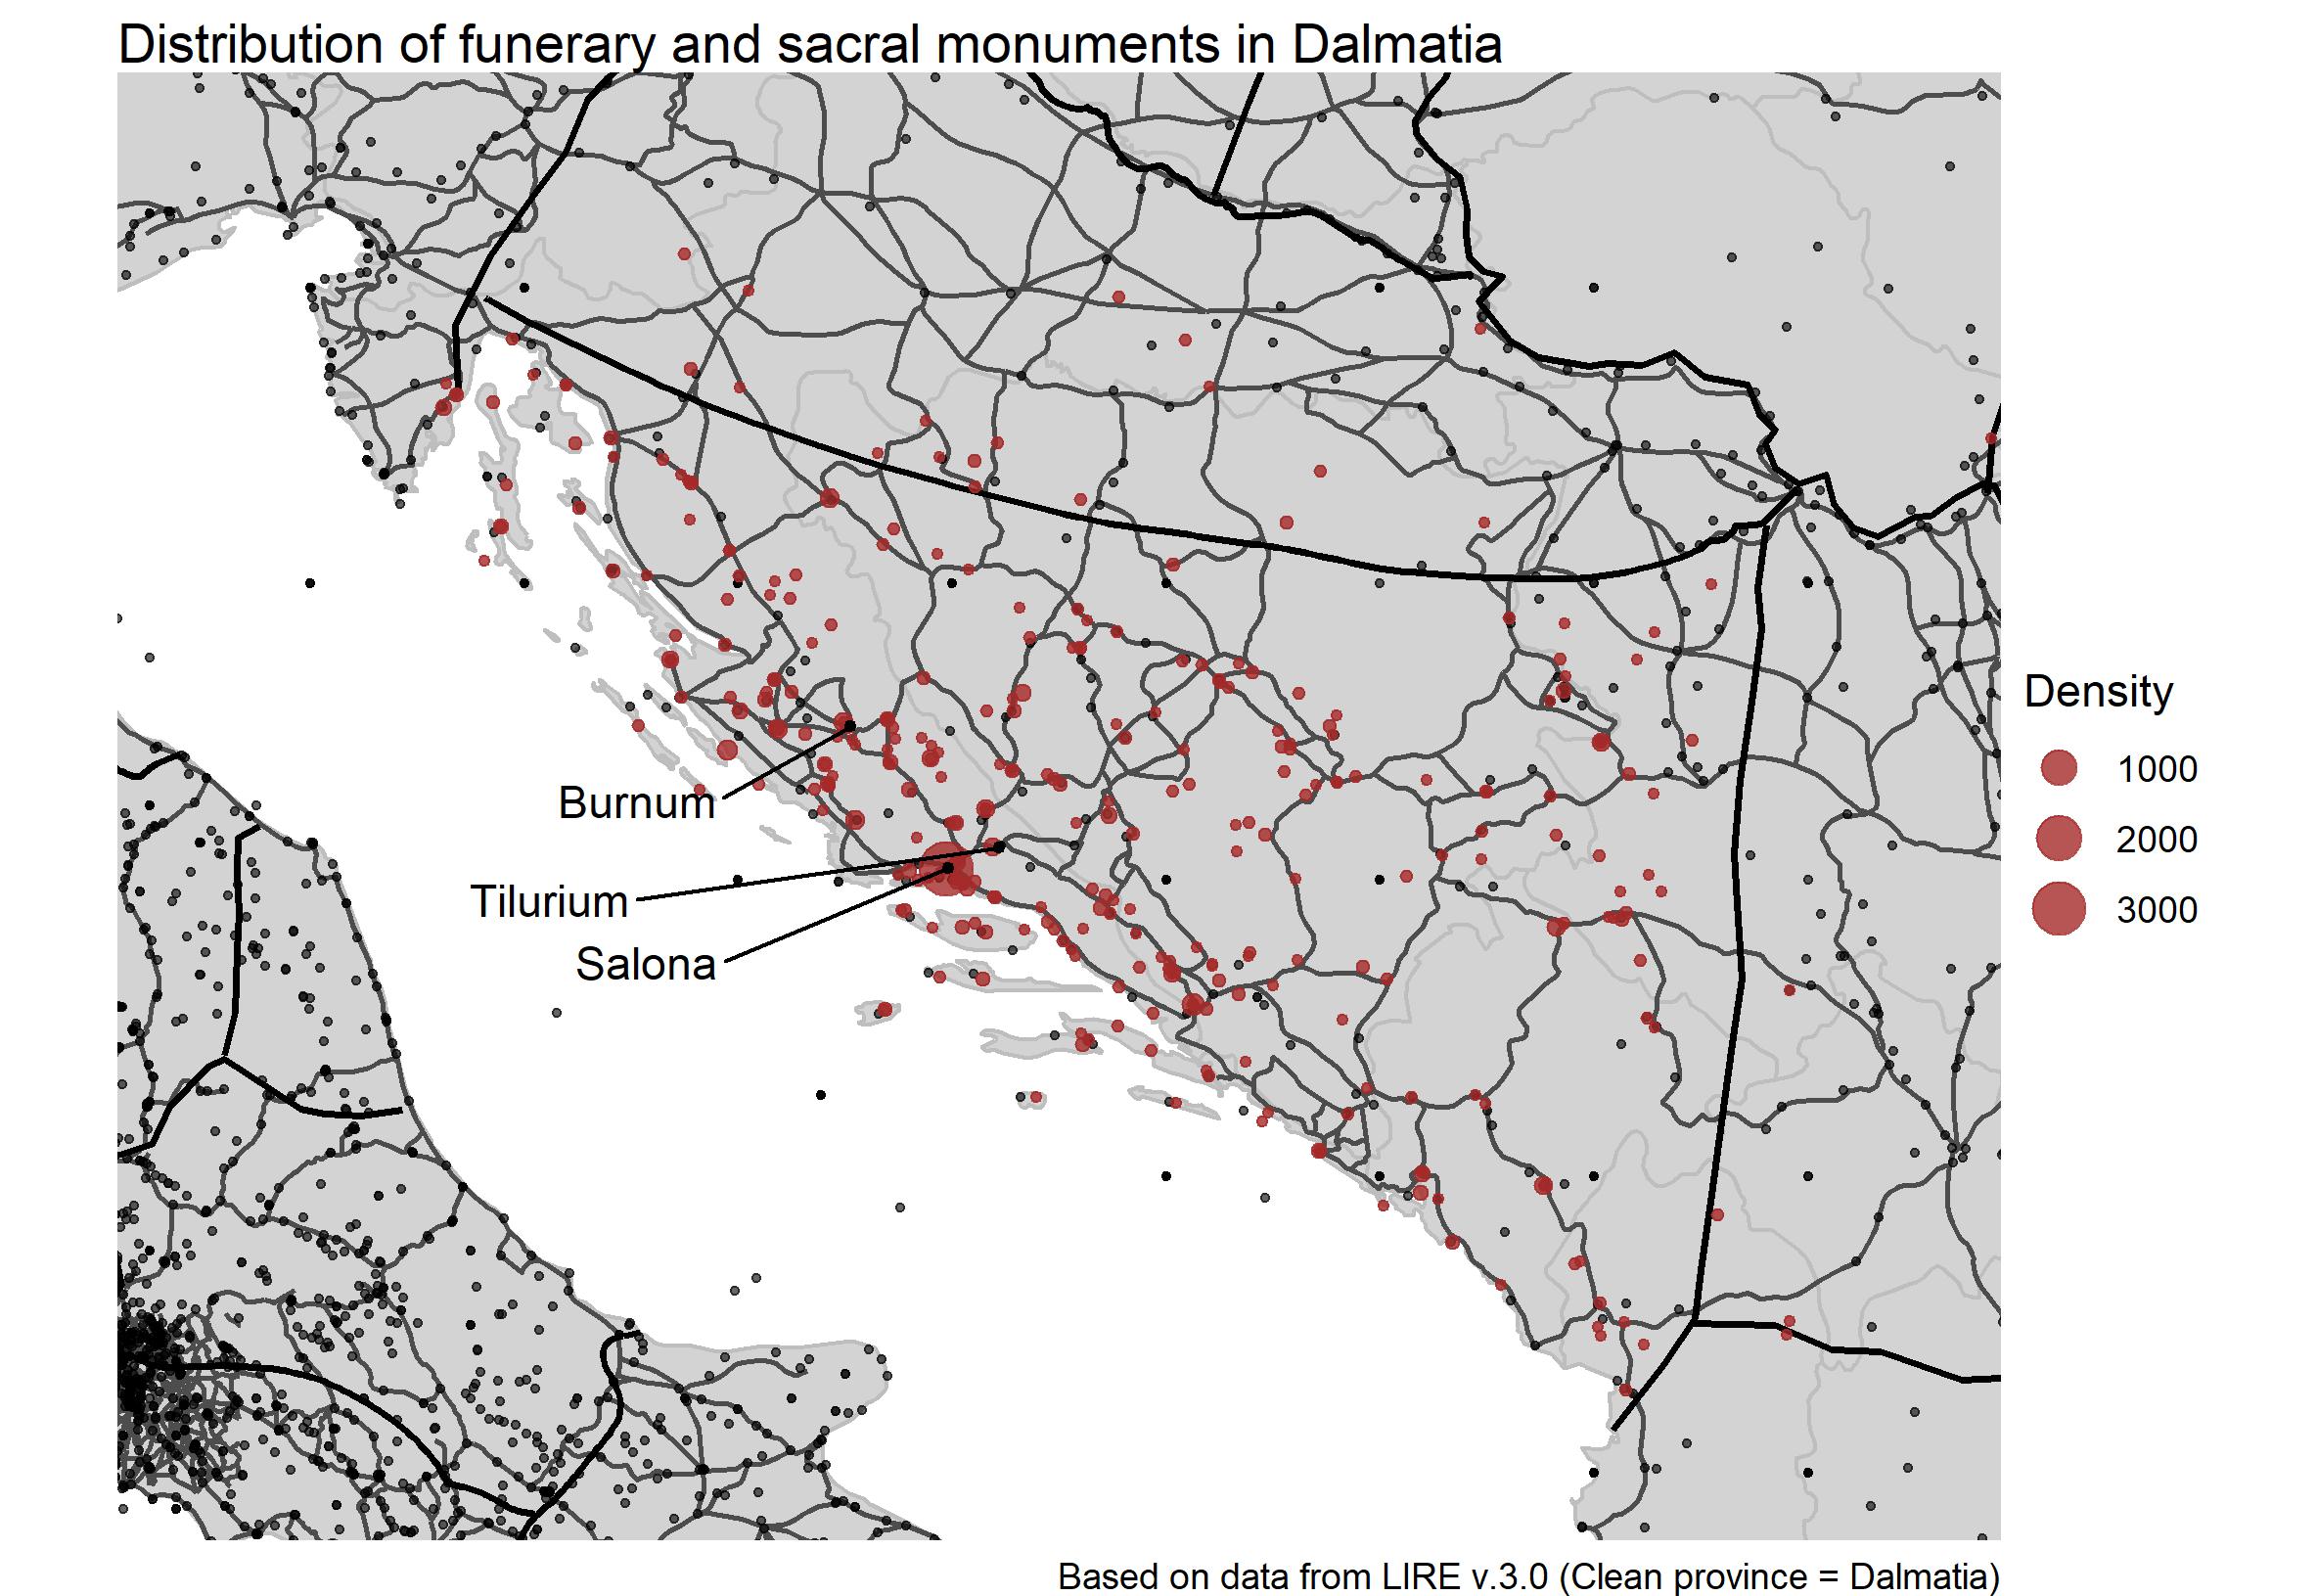 Distribution of funerary and sacral monuments in Dalmatia
Burnum
Tilurium
Salona
Density
1000
2000
3000
Based on data from LIRE v.3.0 (Clean province = Dalmatia)